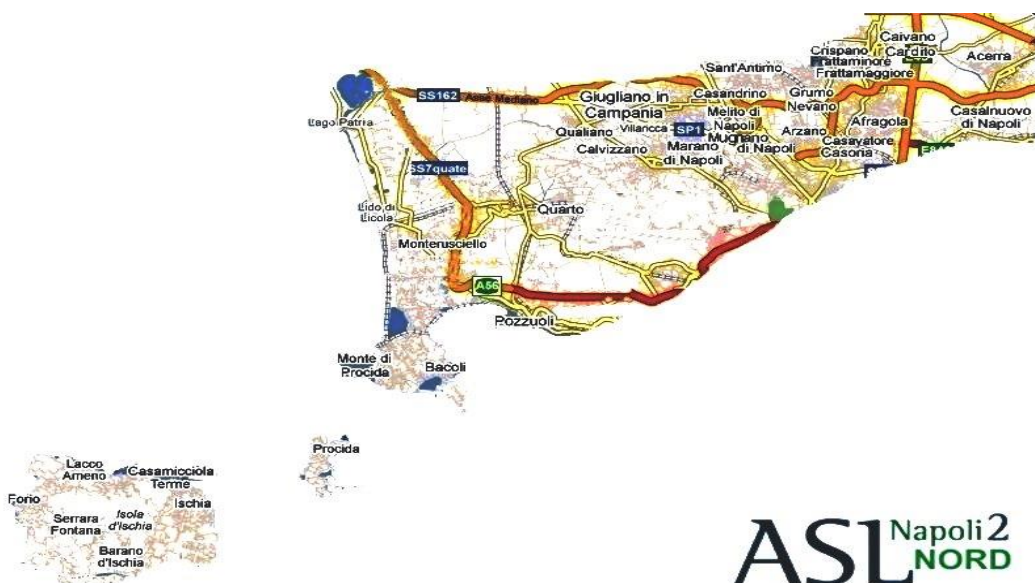 Caivano
Crispano
Cardito
Frattaminore
Acerra
Sant'Antimo
Frattamaggiore
SS162
Asse Mediano
Giugliano in
Campania
Casandrino
Grumo
Nevano
Lago Patria
Qualiano
Villaricca
SP1
Melito di
Napoli
Mugnano
di Napoli
Arzano
Afragola
Casalnuovo
di Napoli
Calvizzano
Marano
di Napoli
Casavatore
Casoria
SS7quate
Lido di
Licola
Quarto
Monterusciello
A56
Pozzuoli
Monte di
Procida
Bacoli
Procida
Lacco
Ameno
Casamicciola
Terme
Forio
Ischia
Serrara
Fontana
Isola
d'Ischia
Barano
d'Ischia
ASL Napoli 2
NORD